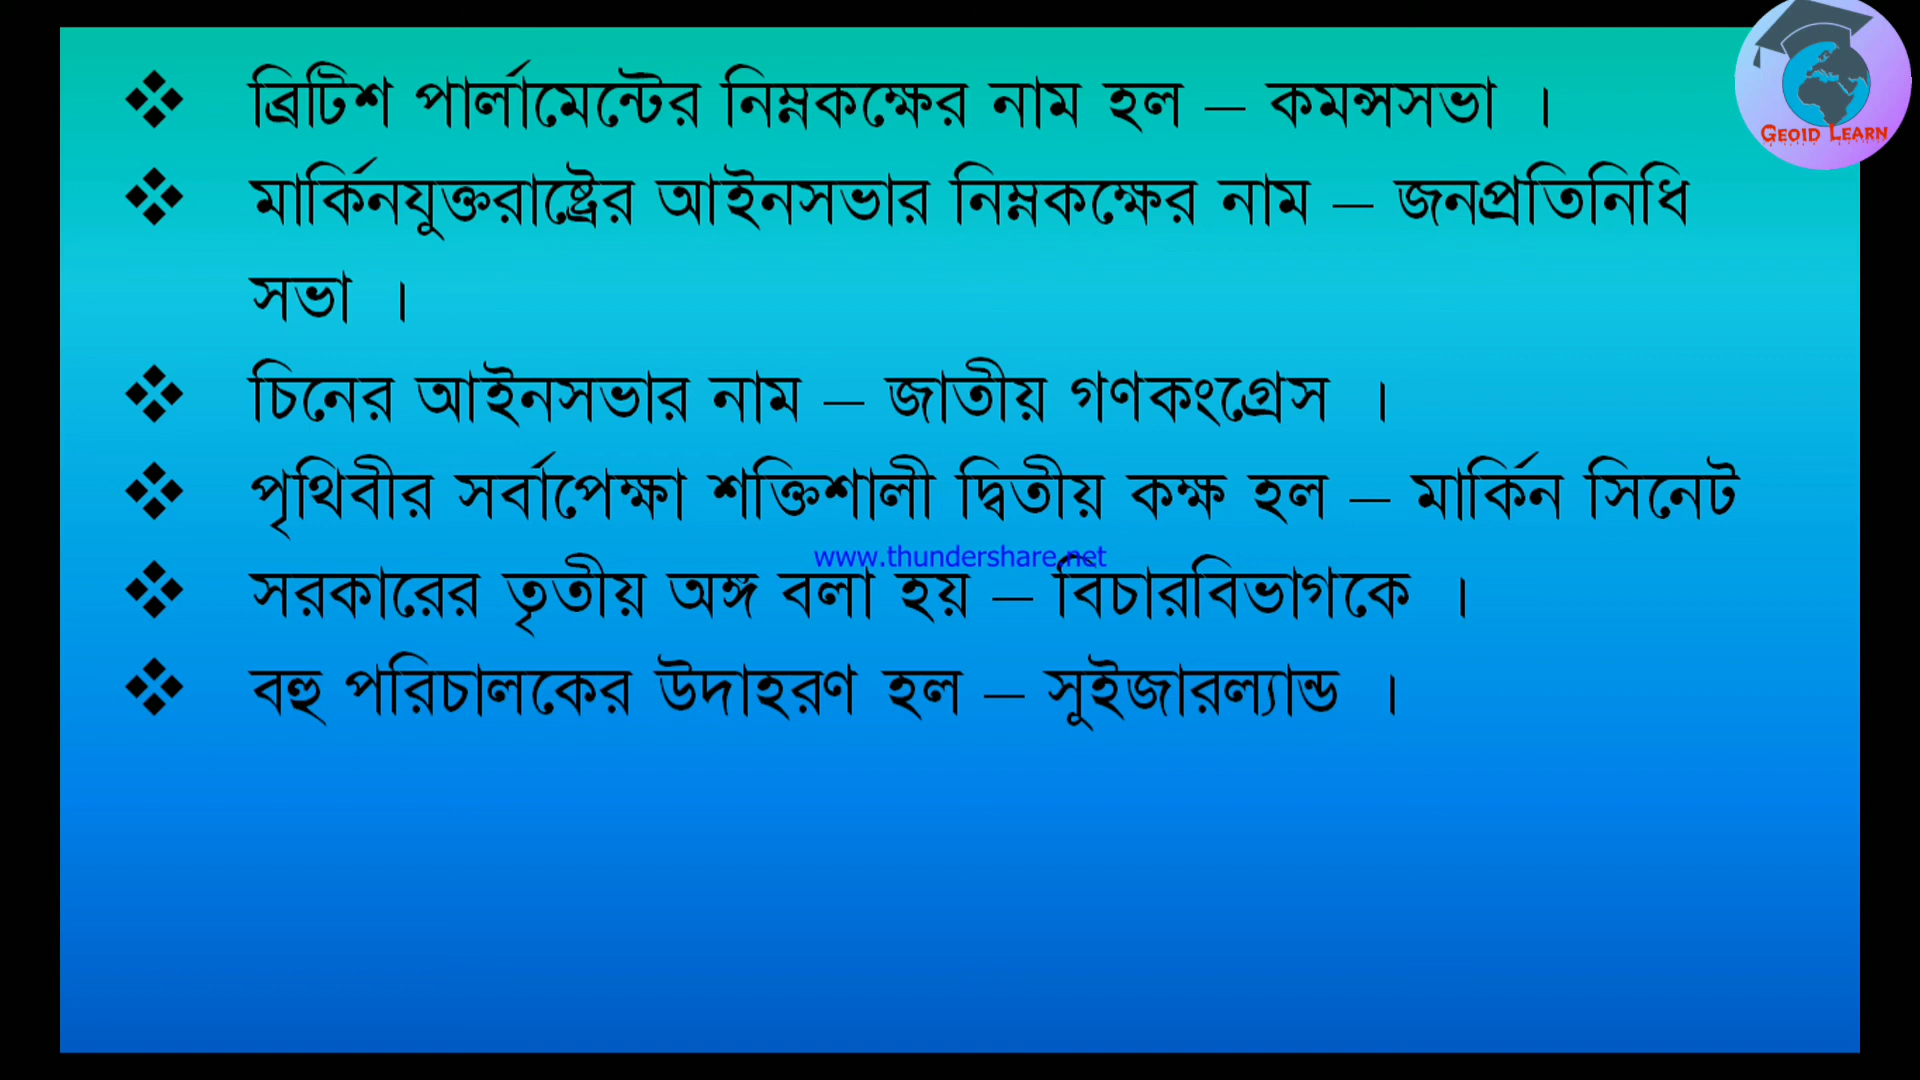 ❖ ব্রিটিশ পার্লামেন্টের নিম্নকক্ষের নাম হল – কমন্সসভা ।
❖ মার্কিনযুক্তরাষ্ট্রের আইনসভার নিম্নকক্ষের নাম – জনপ্রতিনিধি
সভা ।
❖ চিনের আইনসভার নাম – জাতীয় গণকংগ্রেস ।
❖ পৃথিবীর সর্বাপেক্ষা শক্তিশালী দ্বিতীয় কক্ষ হল – মার্কিন সিনেট
www.thundershare.net
❖ সরকারের তৃতীয় অঙ্গ বলা হয় – বিচারবিভাগকে ।
❖ বহু পরিচালকের উদাহরণ হল – সুইজারল্যান্ড ।
GEOID LEARN